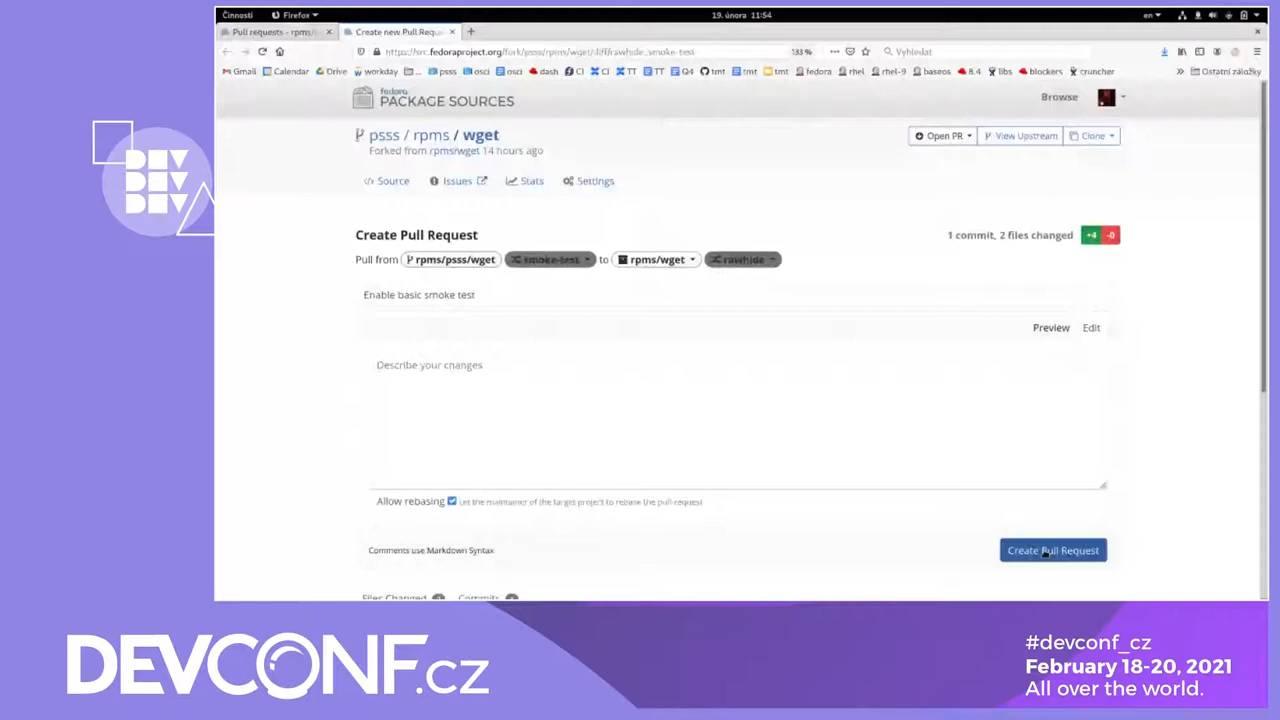 Činnosti Firefox 19. února 11:54 en
Pull requests - rpms/ Create new Pull Requ
https://src.fedoraproject.org/fork/psss/rpms/wget/diff/rawhide..smoke-test 133 % Vyhledat
Gmail Calendar Drive workday psss osci osci dash CI CI TT TT Q4 tmt tmt tmt fedora rhel rhel-9 baseos 8.4 libs blockers cruncher Ostatní záložky
fedora
PACKAGE SOURCES
Browse
psss / rpms / wget
Open PR View Upstream Clone
Forked from rpms/wget 14 hours ago
Source Issues Stats Settings
Create Pull Request
1 commit, 2 files changed +4 -0
Pull from rpms/psss/wget smoke-test to rpms/wget rawhide
Enable basic smoke test
Preview Edit
Describe your changes
Allow rebasing Let the maintainer of the target project to rebase the pull-request
Comments use Markdown Syntax
Create Pull Request
Files Changed Commits
DEV
DEV
DEV
DEVCONF.cz
#devconf_cz
February 18-20, 2021
All over the world.